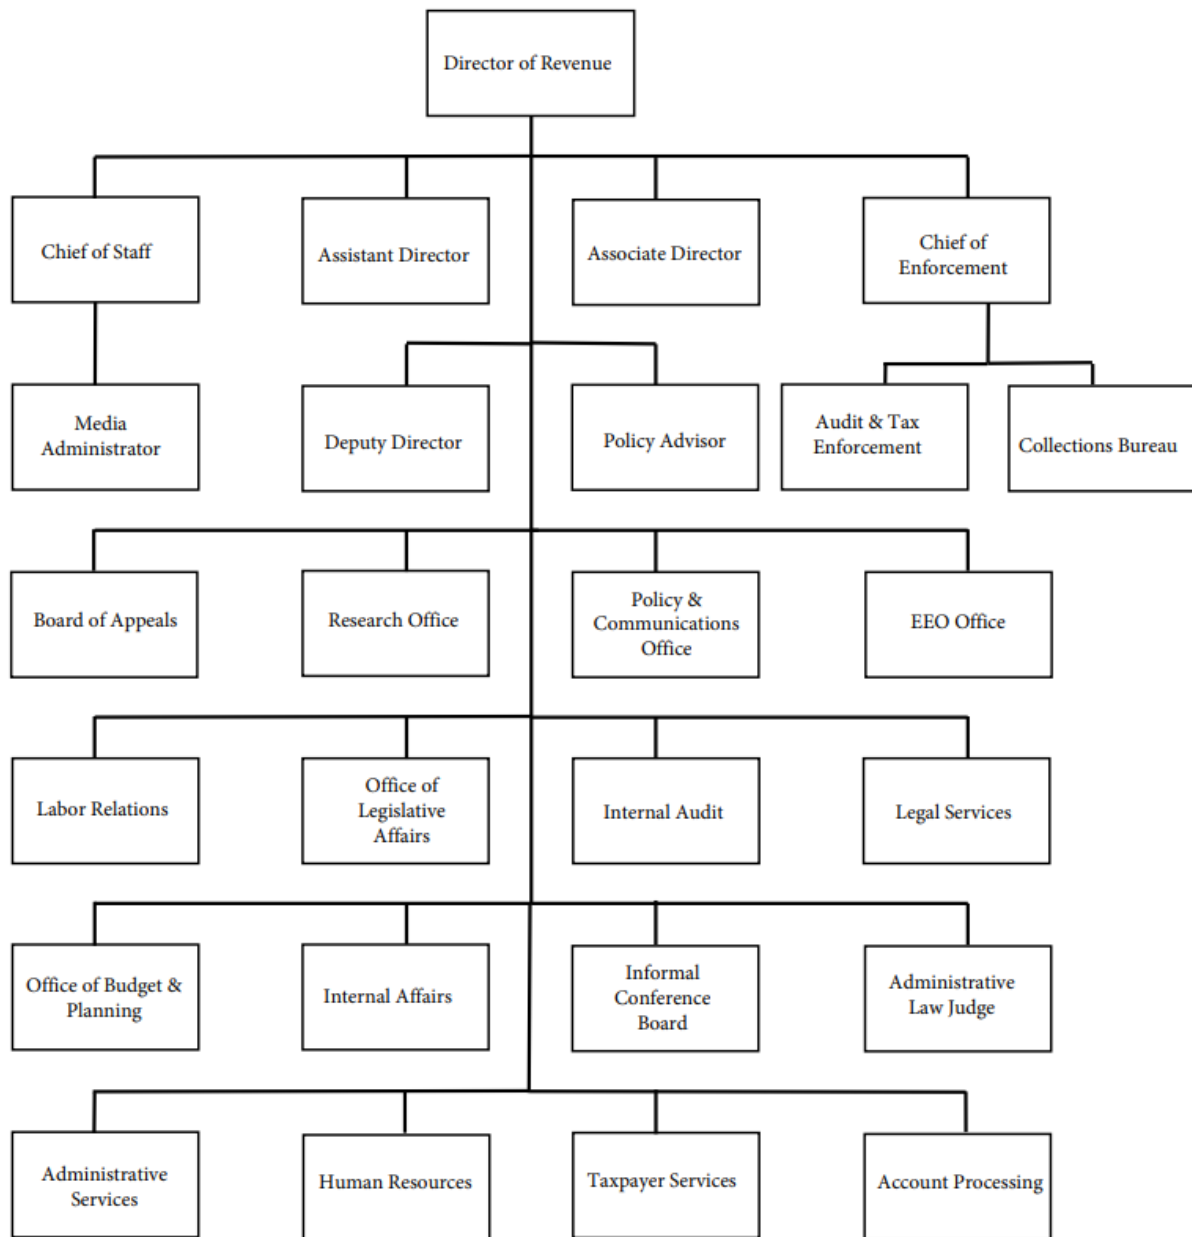 Director of Revenue
Chief of Staff
Assistant Director
Associate Director
Chief of
Enforcement
Media
Administrator
Deputy Director
Policy Advisor
Audit & Tax
Enforcement
Collections Bureau
Board of Appeals
Research Office
Policy &
Communications
Office
EEO Office
Labor Relations
Office of
Legislative
Affairs
Internal Audit
Legal Services
Office of Budget &
Planning
Internal Affairs
Informal
Conference
Board
Administrative
Law Judge
Administrative
Services
Human Resources
Taxpayer Services
Account Processing